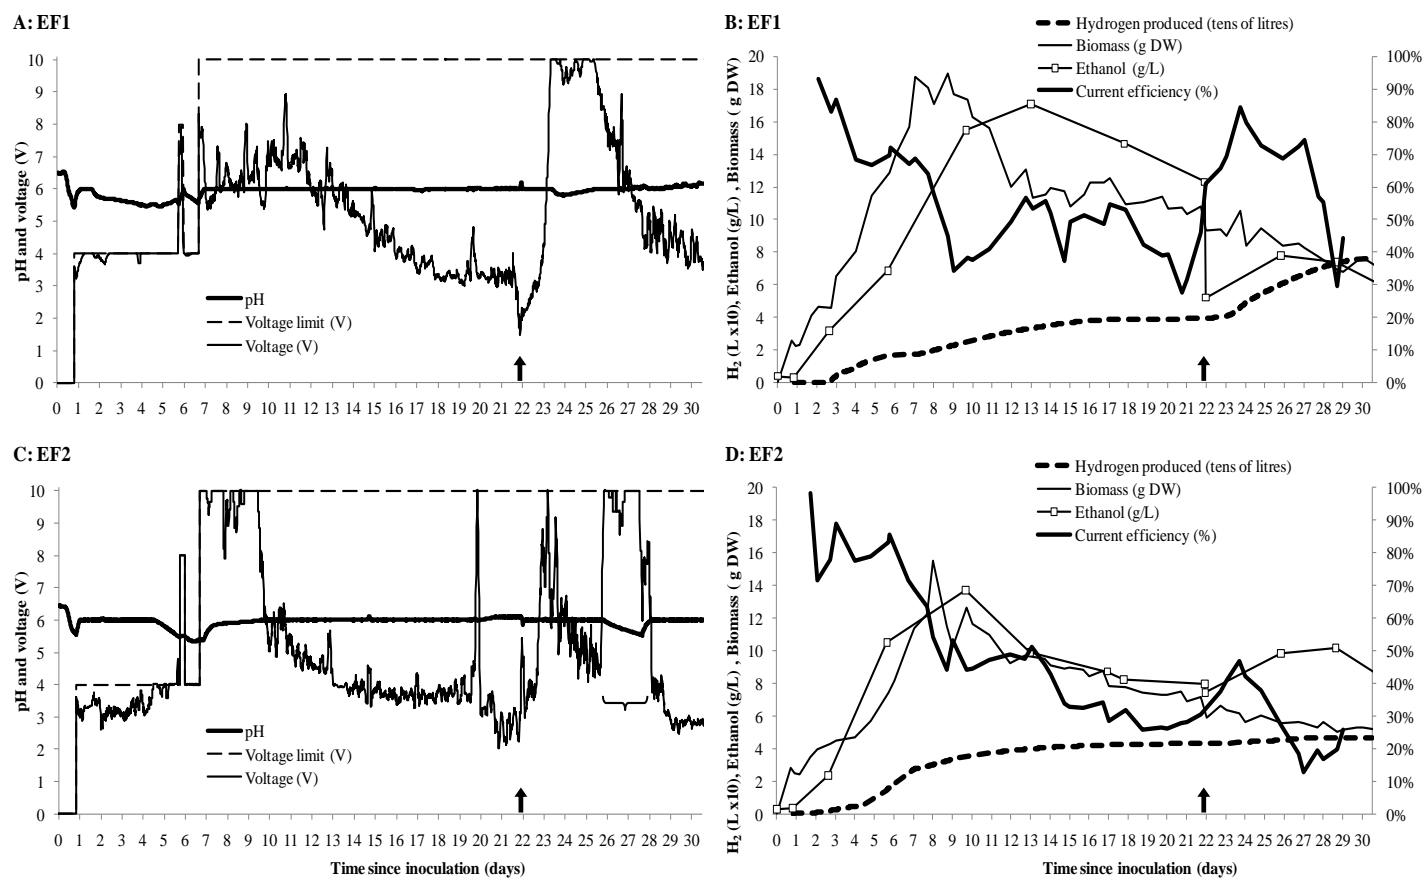 A: EF1
pH and voltage (V)
10
9
8
7
6
5
4
3
2
1
0
pH
Voltage limit (V)
Voltage (V)
0 1 2 3 4 5 6 7 8 9 10 11 12 13 14 15 16 17 18 19 20 21 22 23 24 25 26 27 28 29 30
B: EF1
Hydrogen produced (tens of litres)
Biomass (g DW)
Ethanol (g/L)
Current efficiency (%)
H2 (L x10), Ethanol (g/L) , Biomass ( g DW)
20
18
16
14
12
10
8
6
4
2
0
100%
90%
80%
70%
60%
50%
40%
30%
20%
10%
0%
0 1 2 3 4 5 6 7 8 9 10 11 12 13 14 15 16 17 18 19 20 21 22 23 24 25 26 27 28 29 30
C: EF2
pH and voltage (V)
10
9
8
7
6
5
4
3
2
1
0
pH
Voltage limit (V)
Voltage (V)
0 1 2 3 4 5 6 7 8 9 10 11 12 13 14 15 16 17 18 19 20 21 22 23 24 25 26 27 28 29 30
Time since inoculation (days)
D: EF2
Hydrogen produced (tens of litres)
Biomass (g DW)
Ethanol (g/L)
Current efficiency (%)
H2 (L x10), Ethanol (g/L) , Biomass ( g DW)
20
18
16
14
12
10
8
6
4
2
0
100%
90%
80%
70%
60%
50%
40%
30%
20%
10%
0%
0 1 2 3 4 5 6 7 8 9 10 11 12 13 14 15 16 17 18 19 20 21 22 23 24 25 26 27 28 29 30
Time since inoculation (days)